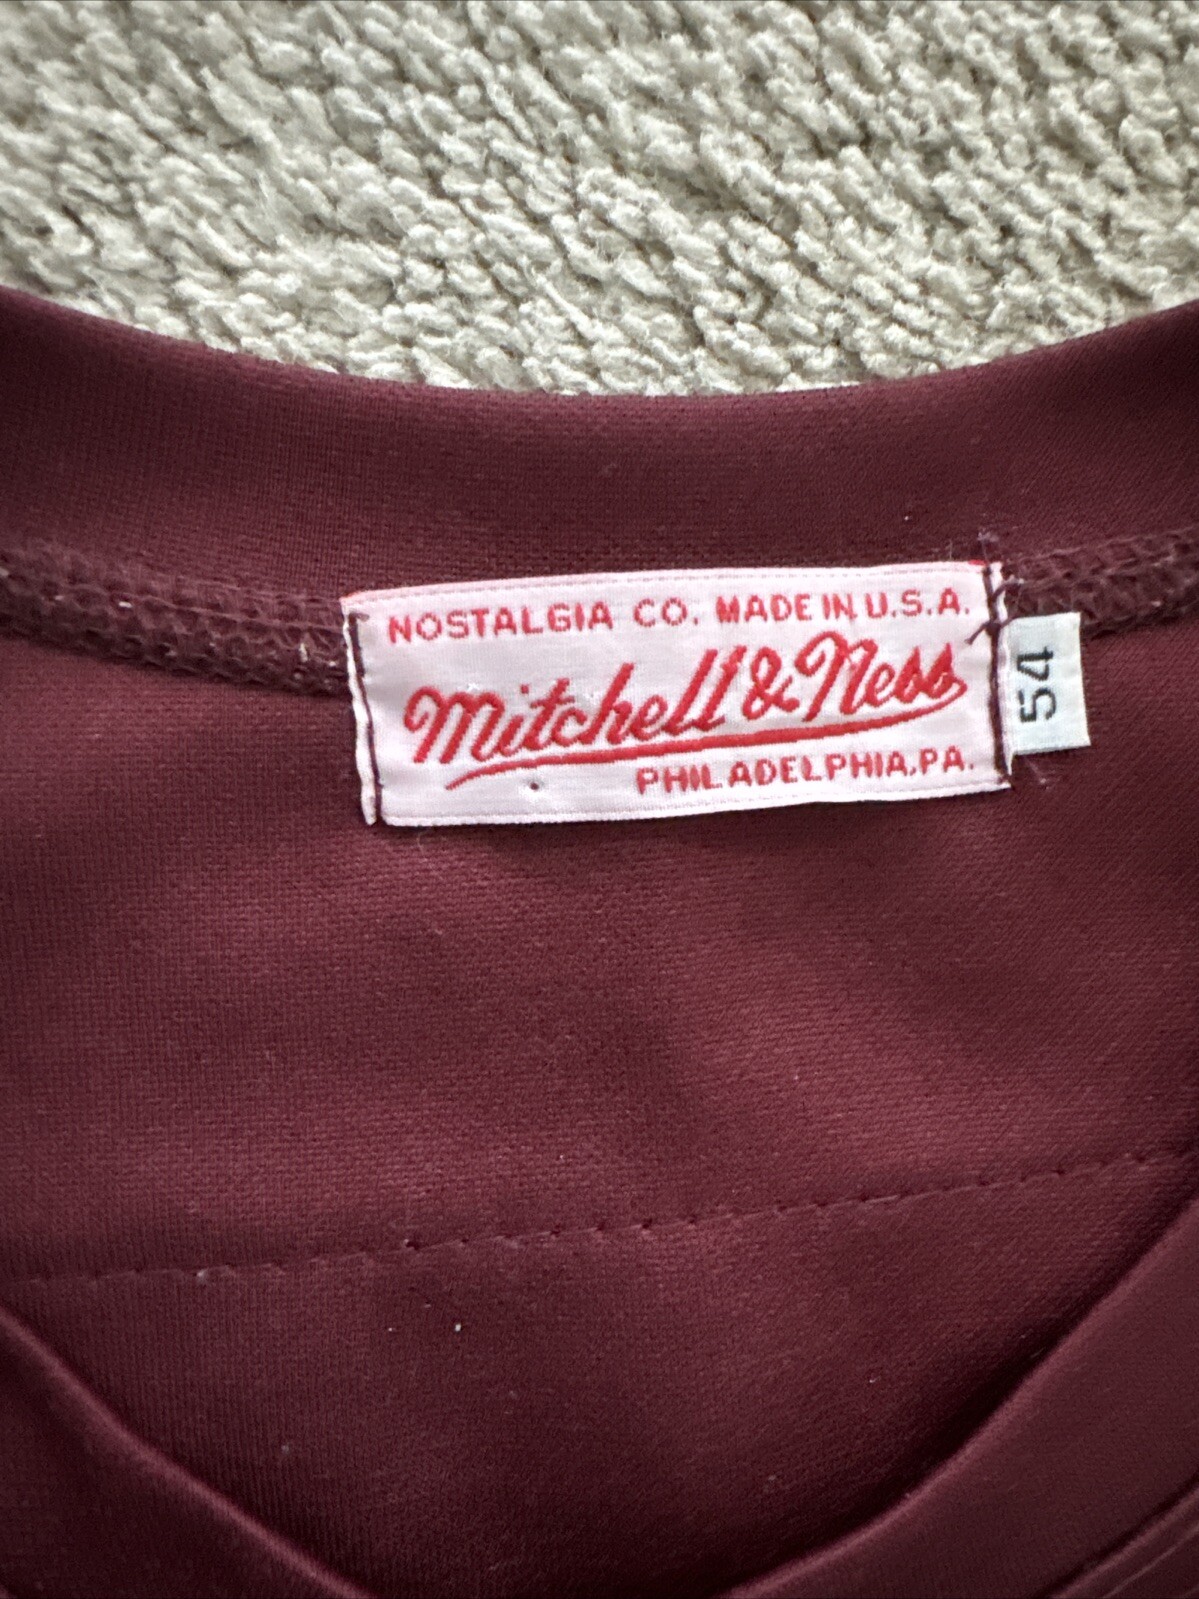 NOSTALGIA CO. MADE IN U.S.A.
Mitchell & Ness
PHILADELPHIA, PA.
54